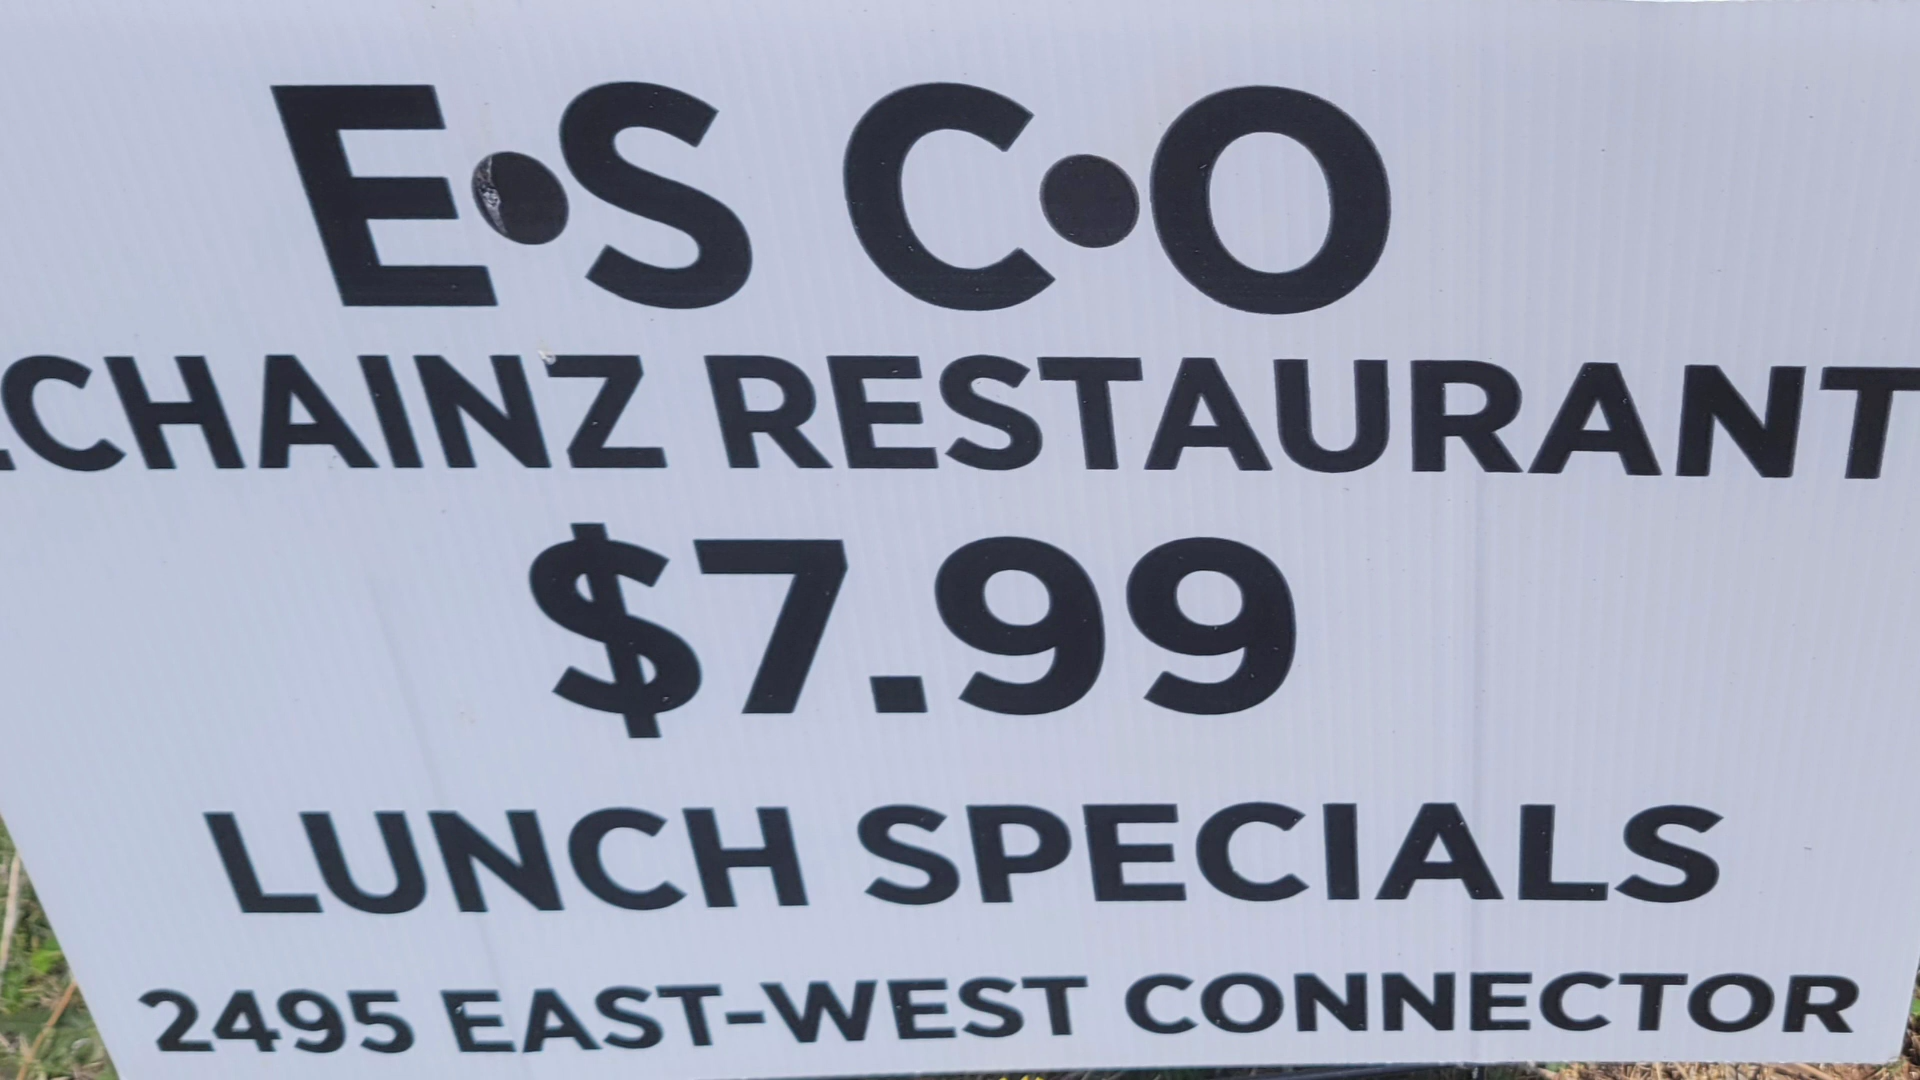 E•S C•O
CHAINZ RESTAURANT
$7.99
LUNCH SPECIALS
2495 EAST-WEST CONNECTOR